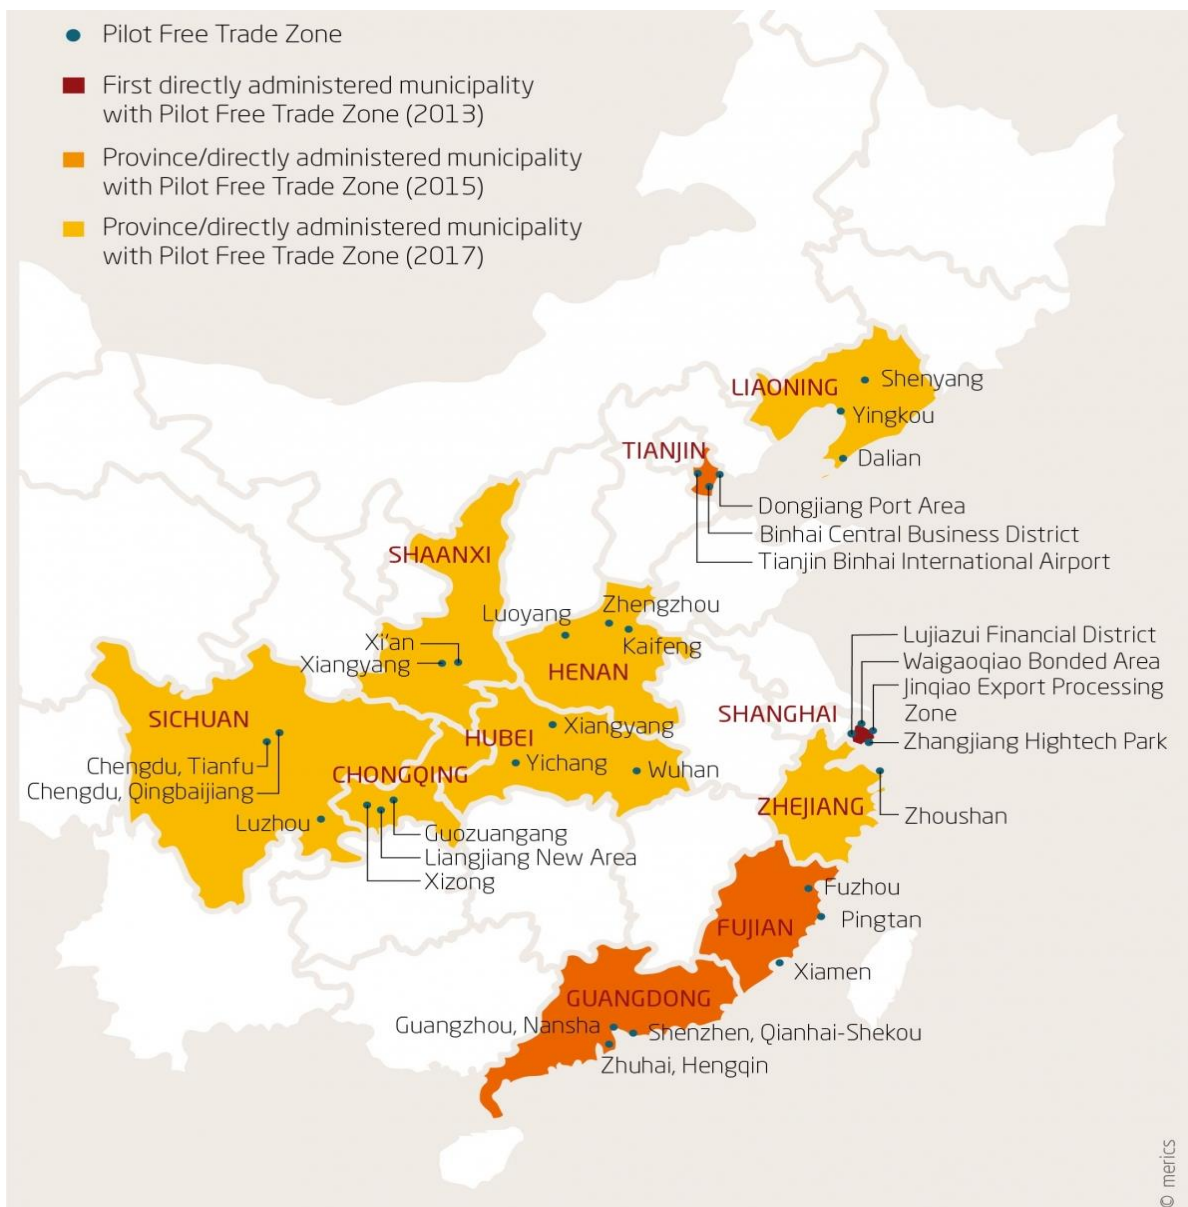 Pilot Free Trade Zone
First directly administered municipality
with Pilot Free Trade Zone (2013)
Province/directly administered municipality
with Pilot Free Trade Zone (2015)
Province/directly administered municipality
with Pilot Free Trade Zone (2017)
LIAONING
Shenyang
Yingkou
Dalian
TIANJIN
Dongjiang Port Area
Binhai Central Business District
Tianjin Binhai International Airport
SHAANXI
Xi'an
Xiangyang
Luoyang
Zhengzhou
Kaifeng
HENAN
Lujiazui Financial District
Waigaoqiao Bonded Area
Jinqiao Export Processing
Zone
Zhangjiang Hightech Park
SHANGHAI
SICHUAN
Chengdu, Tianfu
Chengdu, Qingbaijiang
Luzhou
HUBEI
Xiangyang
Yichang
Wuhan
CHONGQING
Guozuangang
Liangjiang New Area
Xizong
ZHEJIANG
Zhoushan
FUJIAN
Fuzhou
Pingtan
Xiamen
GUANGDONG
Guangzhou, Nansha
Shenzhen, Qianhai-Shekou
Zhuhai, Hengqin
© merics